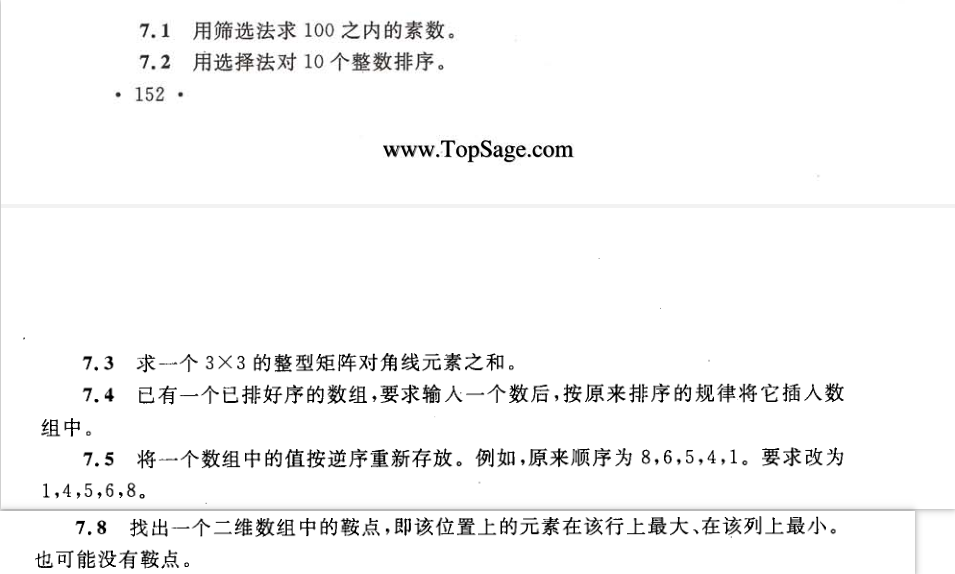 7.1 用筛选法求 100 之内的素数。
7.2 用选择法对 10 个整数排序。
· 152 ·
www.TopSage.com
7.3 求一个 3×3 的整型矩阵对角线元素之和。
7.4 已有一个已排好序的数组,要求输入一个数后,按原来排序的规律将它插入数
组中。
7.5 将一个数组中的值按逆序重新存放。例如,原来顺序为 8,6,5,4,1。要求改为
1,4,5,6,8。
7.8 找出一个二维数组中的鞍点,即该位置上的元素在该行上最大、在该列上最小。
也可能没有鞍点。